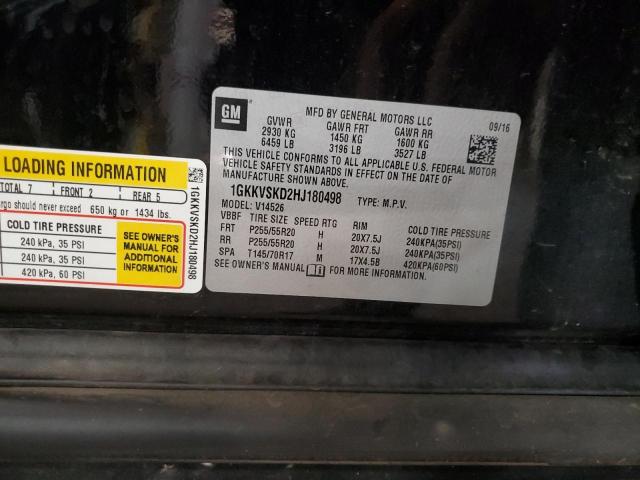 GM
MFD BY GENERAL MOTORS LLC
09/16
GVWR GAWR FRT GAWR RR
2930 KG 1450 KG 1600 KG
6459 LB 3196 LB 3527 LB
THIS VEHICLE CONFORMS TO ALL APPLICABLE U.S. FEDERAL MOTOR
VEHICLE SAFETY STANDARDS IN EFFECT ON THE DATE OF
MANUFACTURE SHOWN ABOVE.
1GKKVSKD2HJ180498 TYPE: M.P.V.
MODEL: V14526
VBBF TIRE SIZE SPEED RTG RIM COLD TIRE PRESSURE
FRT P255/55R20 H 20X7.5J 240KPA(35PSI)
RR P255/55R20 H 20X7.5J 240KPA(35PSI)
SPA T145/70R17 M 17X4.5B 420KPA(60PSI)
SEE OWNER'S MANUAL FOR MORE INFORMATION.
LOADING INFORMATION
TOTAL 7 FRONT 2 REAR 5
should never exceed 650 kg or 1434 lbs.
COLD TIRE PRESSURE
240 kPa, 35 PSI
240 kPa, 35 PSI
420 kPa, 60 PSI
SEE OWNER'S
MANUAL FOR
ADDITIONAL
INFORMATION
1GKKVSKD2HJ180498